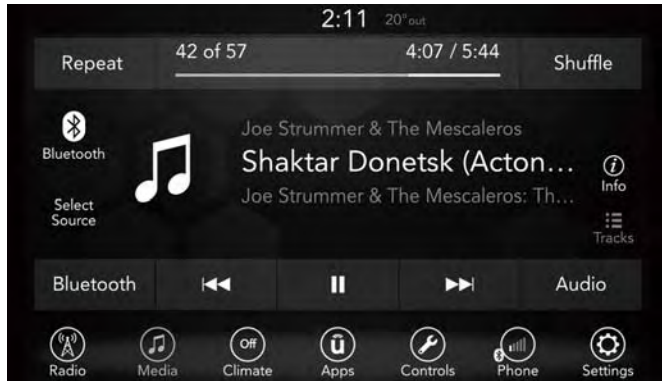 2:11 20° out
Repeat
42 of 57 4:07 / 5:44
Shuffle
Bluetooth
Select
Source
Joe Strummer & The Mescaleros
Shaktar Donetsk (Acton…
Joe Strummer & The Mescaleros: Th…
i
Info
Tracks
Bluetooth
Audio
Radio
Media
Off
Climate
ū
Apps
Controls
Phone
Settings